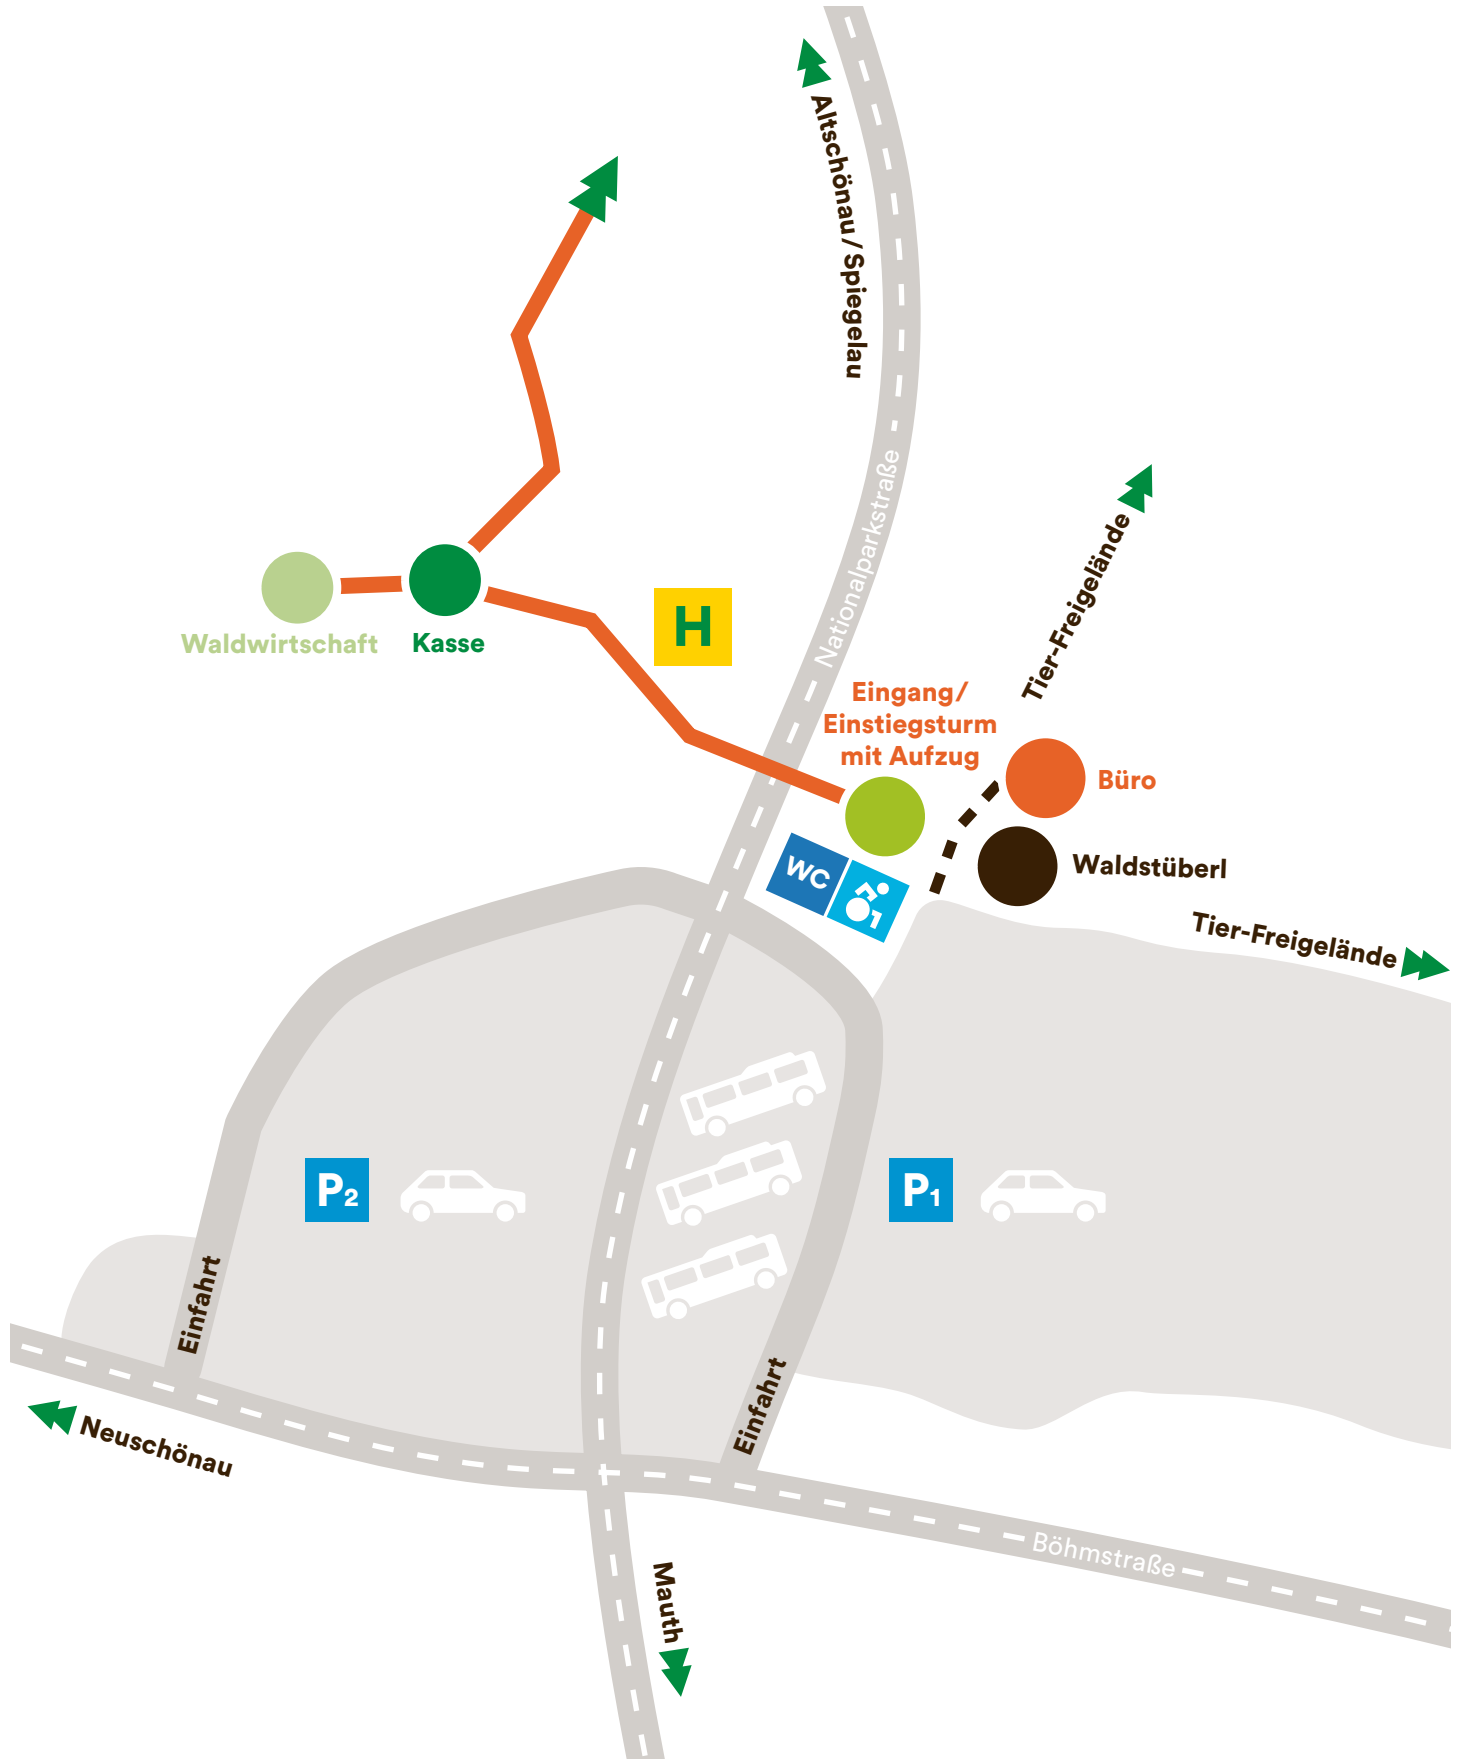 Altschönau / Spiegelau
Nationalparkstraße
Tier-Freigelände
Waldwirtschaft
Kasse
H
Eingang/
Einstiegsturm
mit Aufzug
Büro
WC
Waldstüberl
Tier-Freigelände
P2
P1
Einfahrt
Einfahrt
Neuschönau
Böhmstraße
Mauth